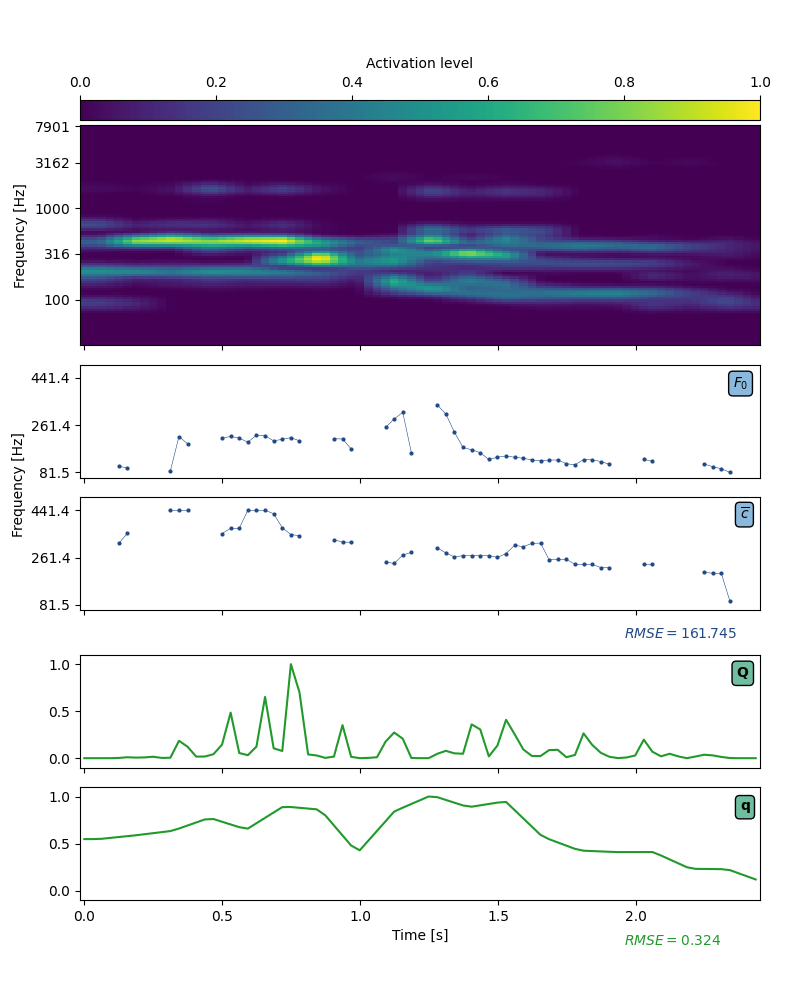 Activation level
0.0 0.2 0.4 0.6 0.8 1.0
7901
3162
1000
316
100
Frequency [Hz]
441.4
261.4
81.5
F₀
Frequency [Hz]
441.4
261.4
81.5
c̅
RMSE = 161.745
1.0
0.5
0.0
Q
1.0
0.5
0.0
q
0.0 0.5 1.0 1.5 2.0
Time [s]
RMSE = 0.324